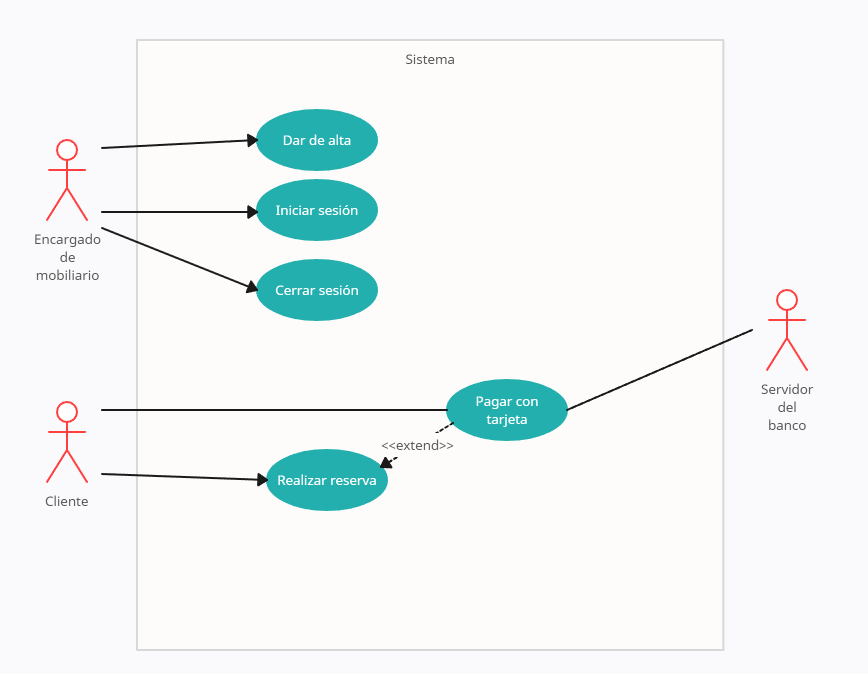 Sistema
Dar de alta
Iniciar sesión
Encargado
de
mobiliario
Cerrar sesión
Servidor
del
banco
Pagar con
tarjeta
<<extend>>
Realizar reserva
Cliente